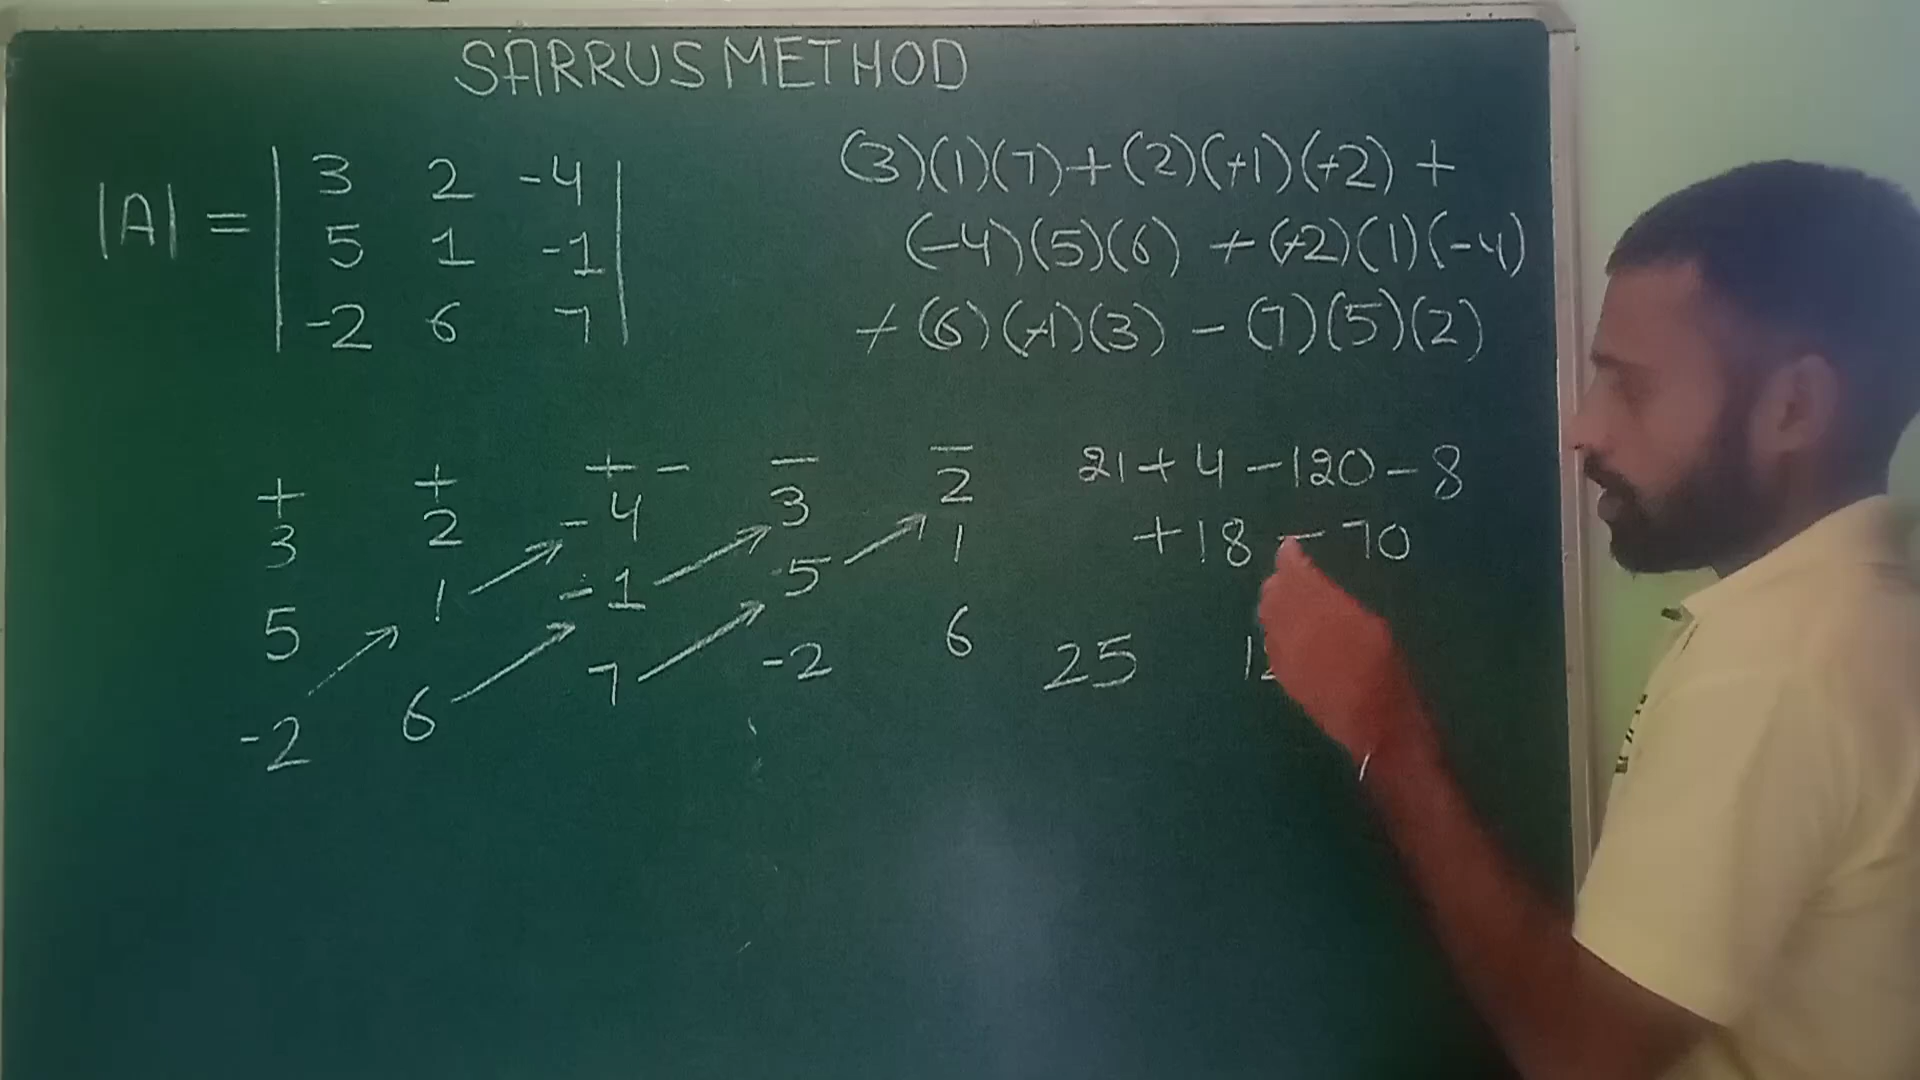 SARRUS METHOD
|A| = | 3 2 -4 |
| 5 1 -1 |
| -2 6 7 |
(3)(1)(7)+(2)(+1)(+2)+
(-4)(5)(6) +(+2)(1)(-4)
+(6)(+1)(3) - (7)(5)(2)
+ + + - - -
3 2 -4 3 2
5 1 -1 5 1
-2 6 7 -2 6
21+4-120-8
+18-70
25